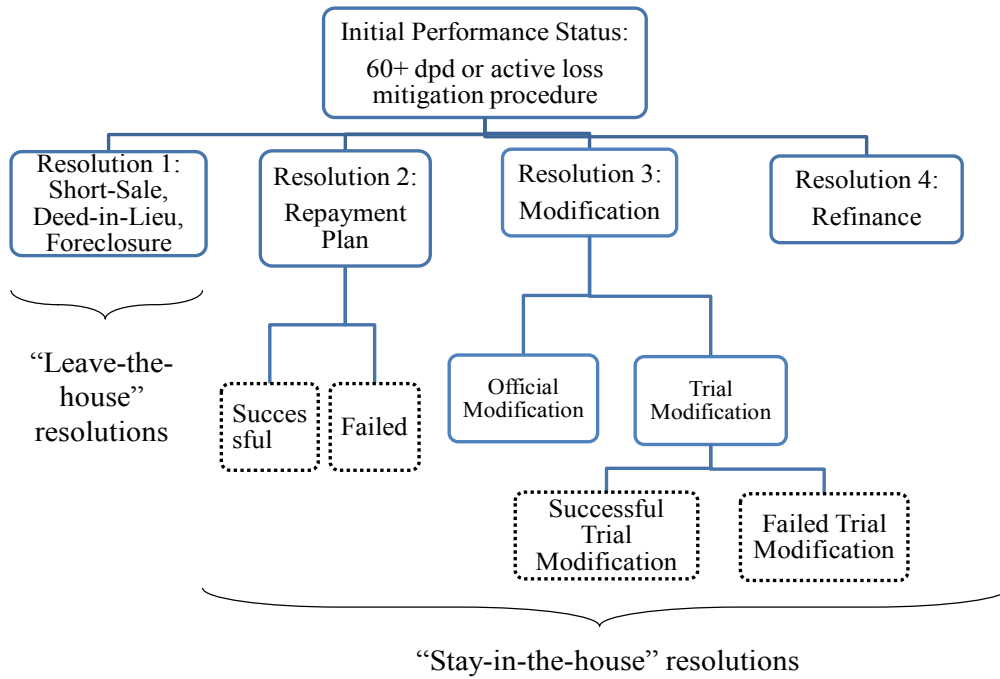 Initial Performance Status:
60+ dpd or active loss
mitigation procedure
Resolution 1:
Short-Sale,
Deed-in-Lieu,
Foreclosure
Resolution 2:
Repayment
Plan
Resolution 3:
Modification
Resolution 4:
Refinance
“Leave-the-
house”
resolutions
Succes
sful
Failed
Official
Modification
Trial
Modification
Successful
Trial
Modification
Failed Trial
Modification
“Stay-in-the-house” resolutions